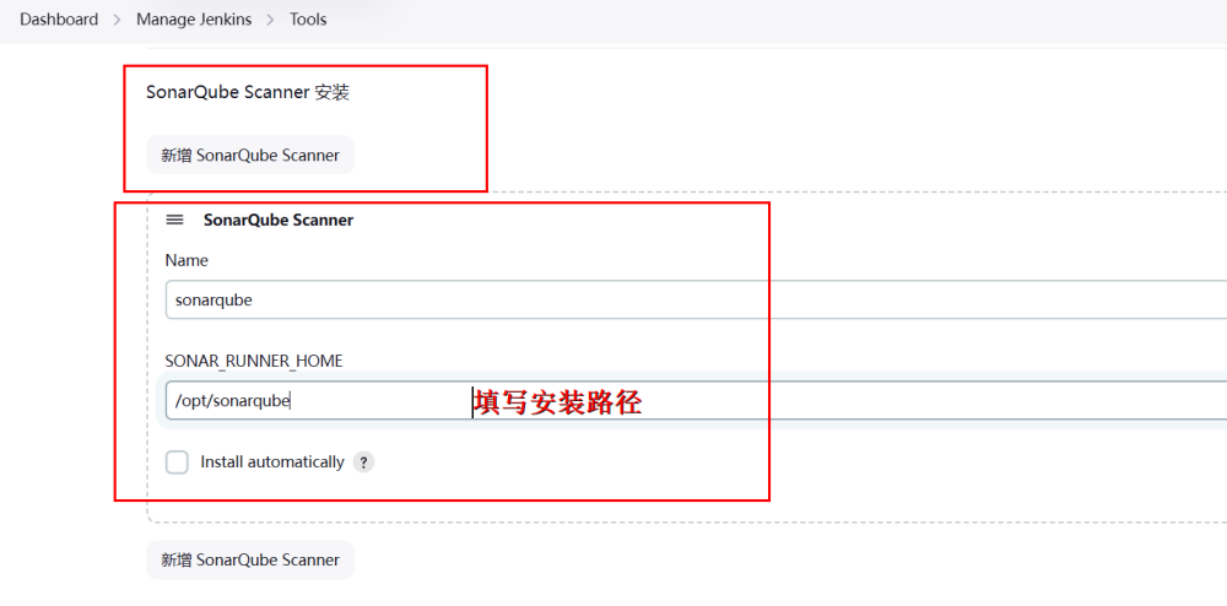 Dashboard > Manage Jenkins > Tools
SonarQube Scanner 安装
新增 SonarQube Scanner
SonarQube Scanner
Name
sonarqube
SONAR_RUNNER_HOME
/opt/sonarqube 填写安装路径
Install automatically ?
新增 SonarQube Scanner